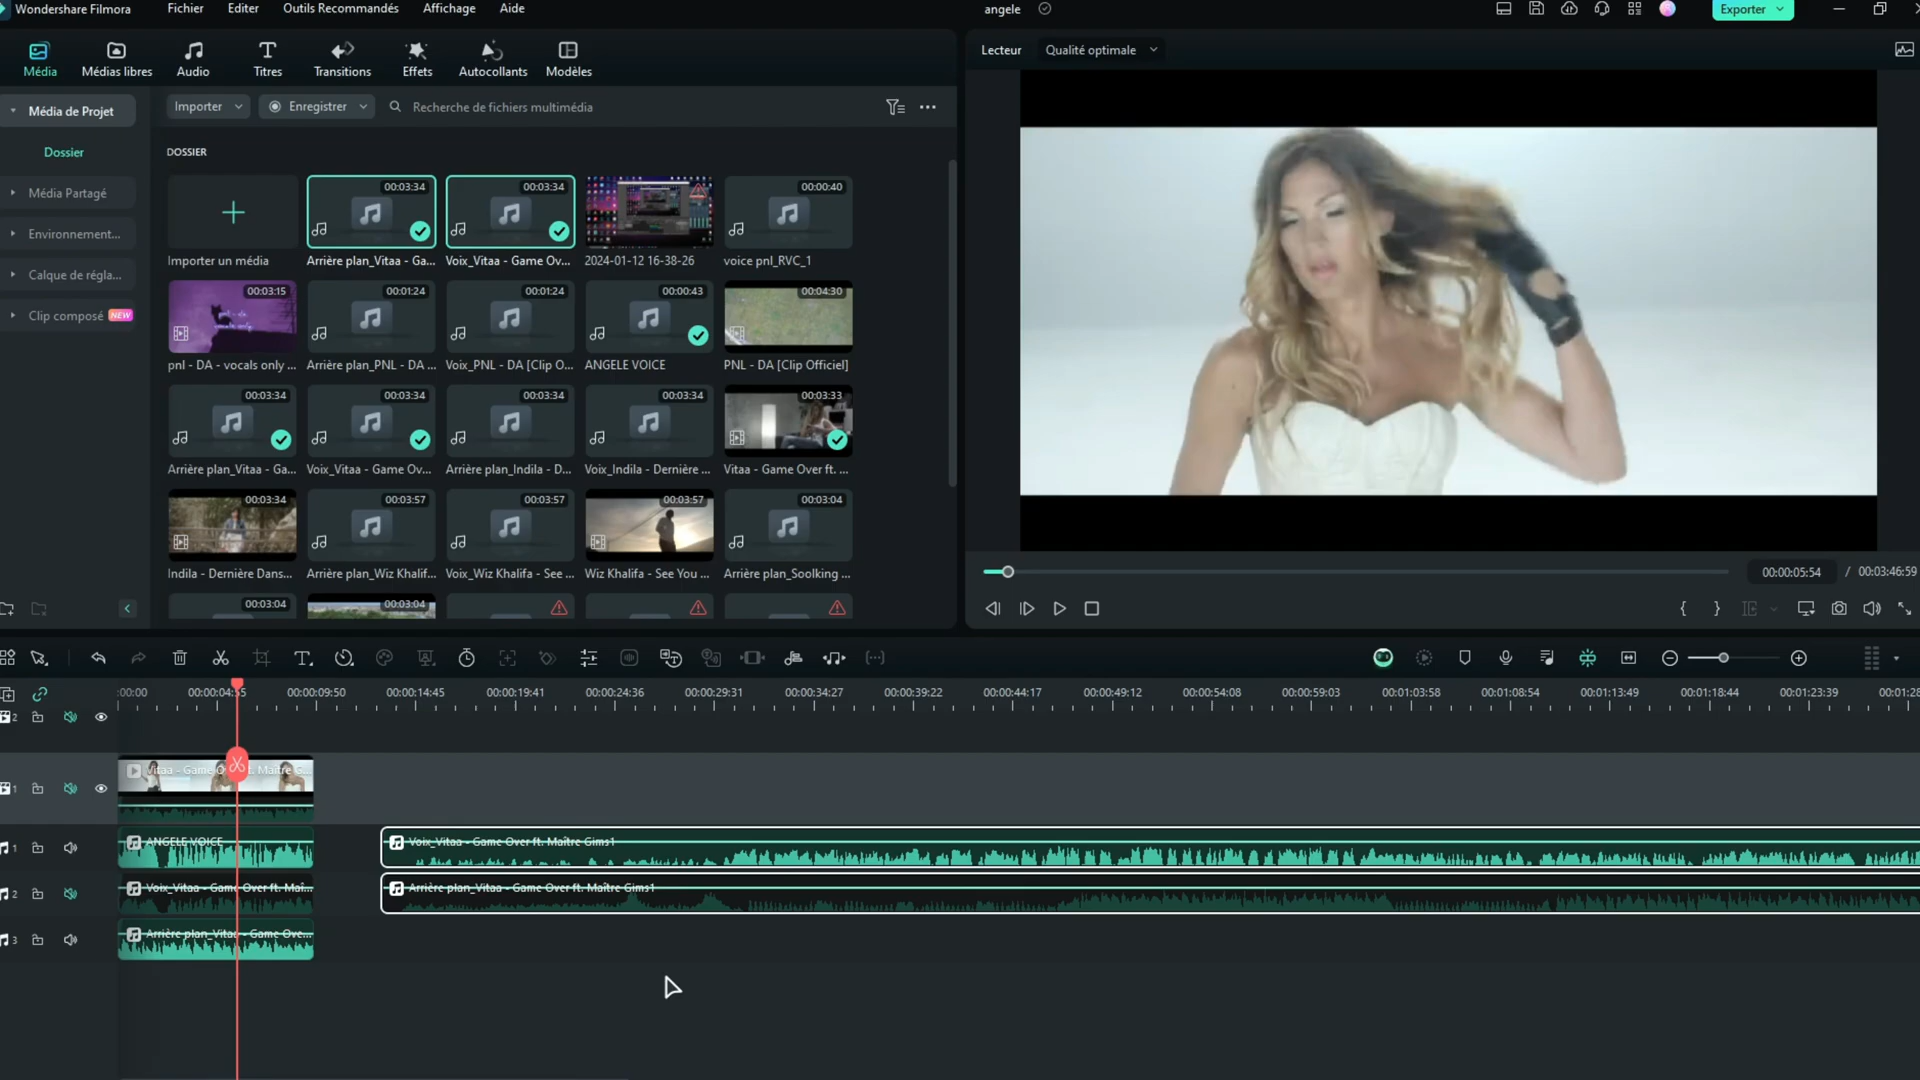 Wondershare Filmora
Fichier
Editer
Outils Recommandés
Affichage
Aide
angele
Exporter
Média
Médias libres
Audio
Titres
Transitions
Effets
Autocollants
Modèles
Lecteur
Qualité optimale
Média de Projet
Importer
Enregistrer
Recherche de fichiers multimédia
Dossier
DOSSIER
Média Partagé
Environnement...
Calque de régla...
Clip composé NEW
00:03:34
00:03:34
00:00:40
Importer un média
Arrière plan_Vitaa - Ga...
Voix_Vitaa - Game Ov...
2024-01-12 16-38-26
voice pnl_RVC_1
00:03:15
00:01:24
00:01:24
00:00:43
00:04:30
pnl - DA - vocals only ...
Arrière plan_PNL - DA ...
Voix_PNL - DA [Clip O...
ANGELE VOICE
PNL - DA [Clip Officiel]
00:03:34
00:03:34
00:03:34
00:03:34
00:03:33
Arrière plan_Vitaa - Ga...
Voix_Vitaa - Game Ov...
Arrière plan_Indila - D...
Voix_Indila - Dernière ...
Vitaa - Game Over ft. ...
00:03:34
00:03:57
00:03:57
00:03:57
00:03:04
Indila - Dernière Dans...
Arrière plan_Wiz Khalif...
Voix_Wiz Khalifa - See ...
Wiz Khalifa - See You ...
Arrière plan_Soolking ...
00:03:04
00:03:04
00:00:05:54 / 00:03:46:59
:00:00
00:00:04:55
00:00:09:50
00:00:14:45
00:00:19:41
00:00:24:36
00:00:29:31
00:00:34:27
00:00:39:22
00:00:44:17
00:00:49:12
00:00:54:08
00:00:59:03
00:01:03:58
00:01:08:54
00:01:13:49
00:01:18:44
00:01:23:39
00:01:28
2
1
Vitaa - Game O
t. Maître G...
1
ANGELE VOICE
Voix_Vitaa - Game Over ft. Maître Gims1
2
Voix_Vitaa - Game Over ft. Maî...
Arrière plan_Vitaa - Game Over ft. Maître Gims1
3
Arrière plan_Vitaa - Game Ove...